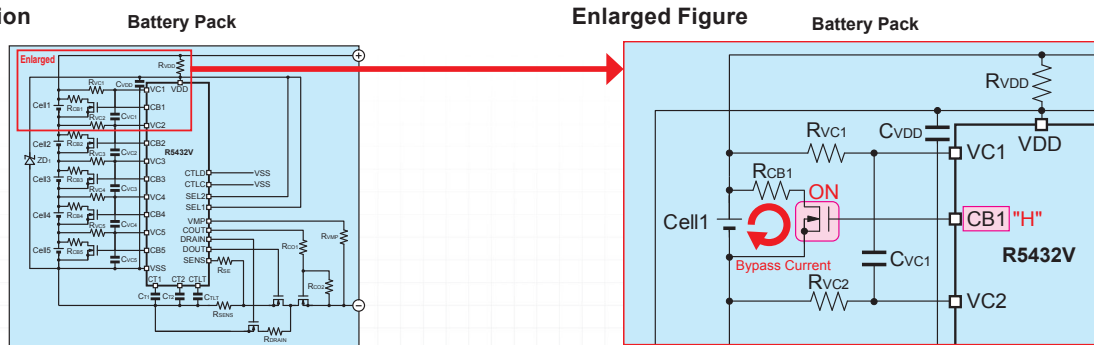 ion
Battery Pack
Enlarged
RVDD
RVC1
CVDD
VC1 VDD
Cell1
RCB1
CB1
CVC1
RVC2
VC2
Cell2
RCB2
CB2
R5432V
ZD1
RVC3
CVC2
VC3
Cell3
RCB3
CB3
CTLD VSS
CTLC VSS
RVC4
CVC3
VC4
SEL2
SEL1
Cell4
RCB4
CB4
CVC4
VMP
RVC5
VC5
COUT
DRAIN
RCO1
RVMP
Cell5
RCB5
CB5
DOUT
CVC5
SENS
RSE
VSS
CT1 CT2 CTLT
RCO2
CT1 CT2 CTLT
RSENS
RDRAIN
Enlarged Figure
Battery Pack
RVDD
RVC1
CVDD
VDD
VC1
RCB1
ON
Cell1
CB1 "H"
R5432V
Bypass Current
CVC1
RVC2
VC2